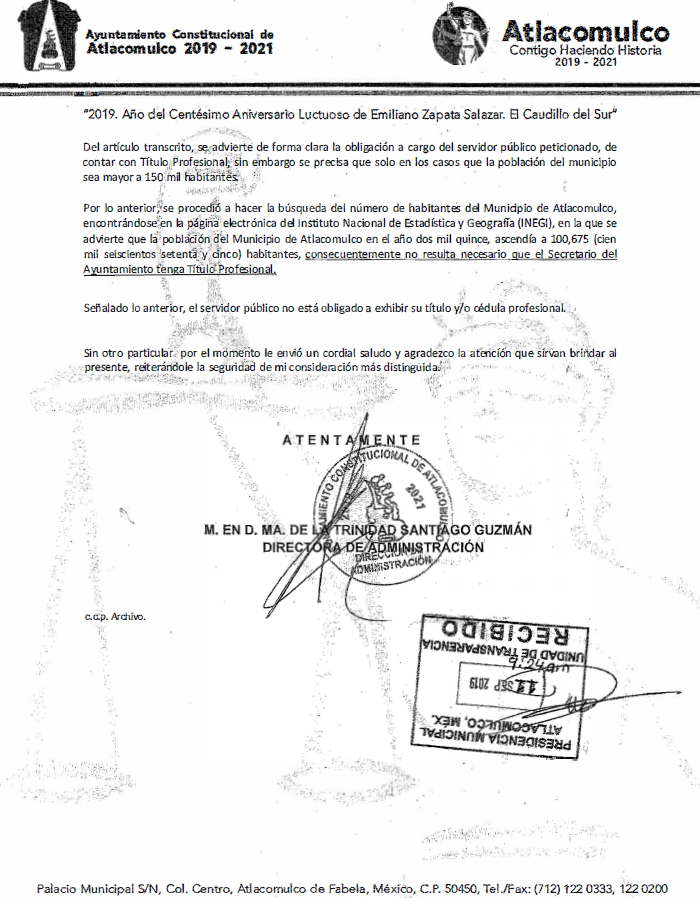 Ayuntamiento Constitucional de
Atlacomulco 2019 - 2021
Atlacomulco
Contigo Haciendo Historia
2019 - 2021
"2019. Año del Centésimo Aniversario Luctuoso de Emiliano Zapata Salazar. El Caudillo del Sur"
Del artículo transcrito, se advierte de forma clara la obligación a cargo del servidor público peticionado, de
contar con Título Profesional, sin embargo se precisa que solo en los casos que la población del municipio
sea mayor a 150 mil habitantes.
Por lo anterior, se procedió a hacer la búsqueda del número de habitantes del Municipio de Atlacomulco,
encontrándose en la página electrónica del Instituto Nacional de Estadística y Geografía (INEGI), en la que se
advierte que la población del Municipio de Atlacomulco en el año dos mil quince, ascendía a 100,675 (cien
mil seiscientos setenta y cinco) habitantes, consecuentemente no resulta necesario que el Secretario del
Ayuntamiento tenga Título Profesional.
Señalado lo anterior, el servidor público no está obligado a exhibir su título y/o cédula profesional.
Sin otro particular por el momento le envió un cordial saludo y agradezco la atención que sirvan brindar al
presente, reiterándole la seguridad de mi consideración más distinguida.
ATENTAMENTE
AYUNTAMIENTO CONSTITUCIONAL DE ATLACOMULCO
2021
M. EN D. MA. DE LA TRINIDAD SANTIAGO GUZMÁN
DIRECTORA DE ADMINISTRACIÓN
DIRECCIÓN DE
ADMINISTRACIÓN
c.c.p. Archivo.
PRESIDENCIA MUNICIPAL
ATLACOMULCO, MÉX.
11 SEP 2019
9:24am
UNIDAD DE TRANSPARENCIA
RECIBIDO
Palacio Municipal S/N, Col. Centro, Atlacomulco de Fabela, México, C.P. 50450, Tel./Fax: (712) 122 0333, 122 0200